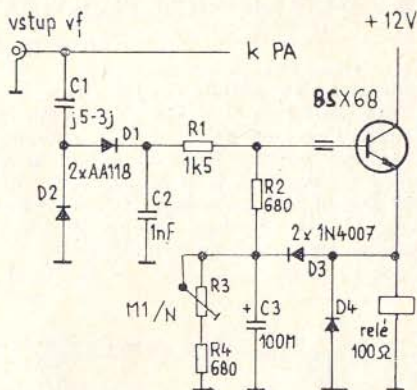 vstup vf
+ 12V
k PA
C1
j5-3j
BSX68
D1
R1
2xAA118
1k5
D2
C2
1nF
R2
680
2x 1N4007
D3
R3
M1/N
+
C3
100M
D4
R4
680
relé
100Ω